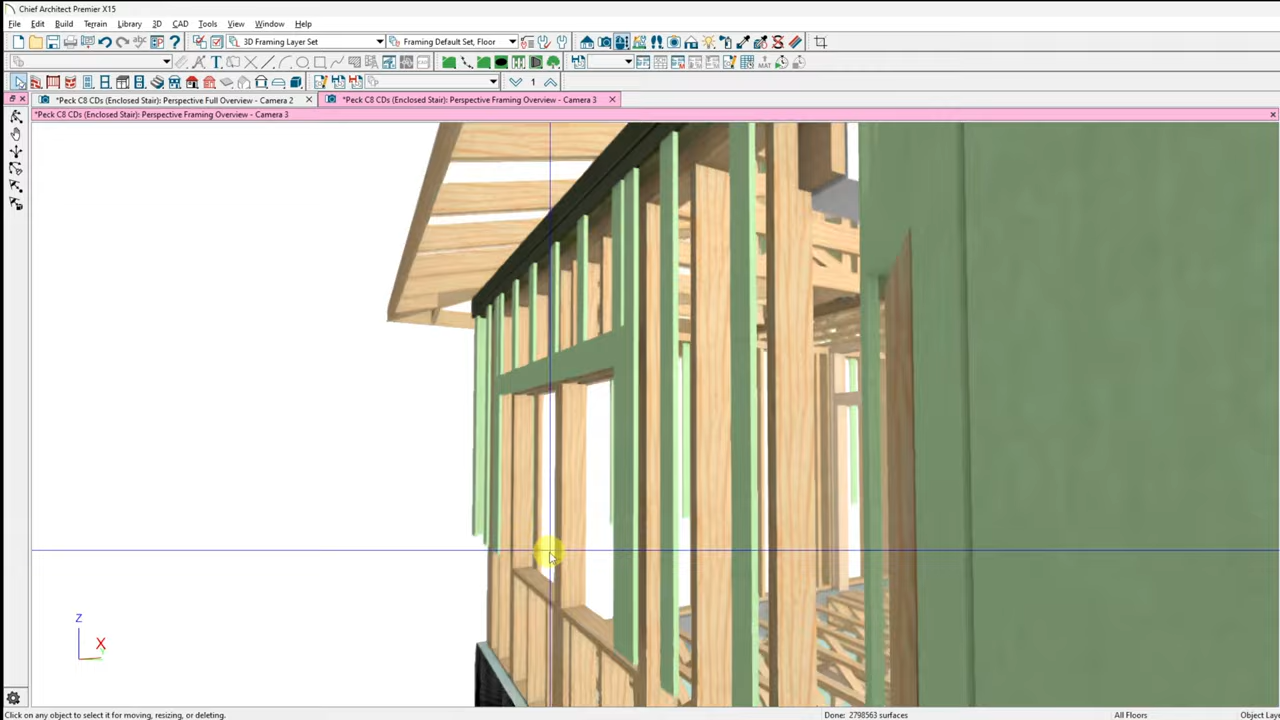 Chief Architect Premier X15
File Edit Build Terrain Library 3D CAD Tools View Window Help
3D Framing Layer Set Framing Default Set, Floor
1
*Peck C8 CDs (Enclosed Stair): Perspective Full Overview - Camera 2 *Peck C8 CDs (Enclosed Stair): Perspective Framing Overview - Camera 3
*Peck C8 CDs (Enclosed Stair): Perspective Framing Overview - Camera 3
Z
X
Click on any object to select it for moving, resizing, or deleting. Done: 2798563 surfaces All Floors Object Lay